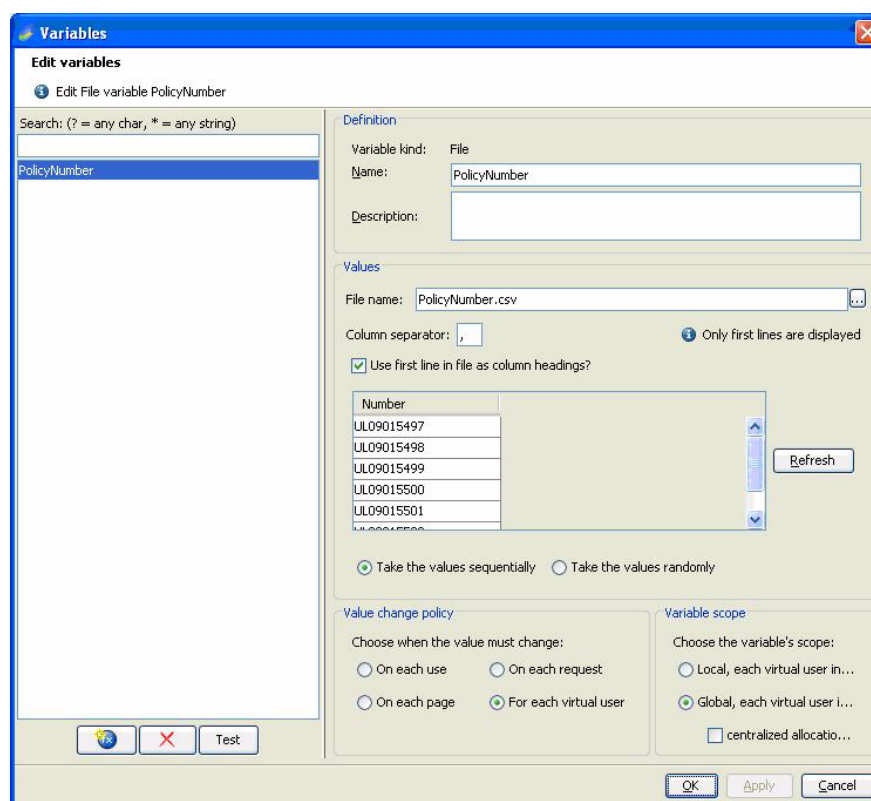 Variables
Edit variables
Edit File variable PolicyNumber
Search: (? = any char, * = any string)
PolicyNumber
Test
Definition
Variable kind: File
Name: PolicyNumber
Description:
Values
File name: PolicyNumber.csv ...
Column separator: , Only first lines are displayed
Use first line in file as column headings?
Number
UL09015497
UL09015498
UL09015499
UL09015500
UL09015501
Refresh
Take the values sequentially Take the values randomly
Value change policy
Choose when the value must change:
On each use On each request
On each page For each virtual user
Variable scope
Choose the variable's scope:
Local, each virtual user in...
Global, each virtual user i...
centralized allocatio...
OK Apply Cancel